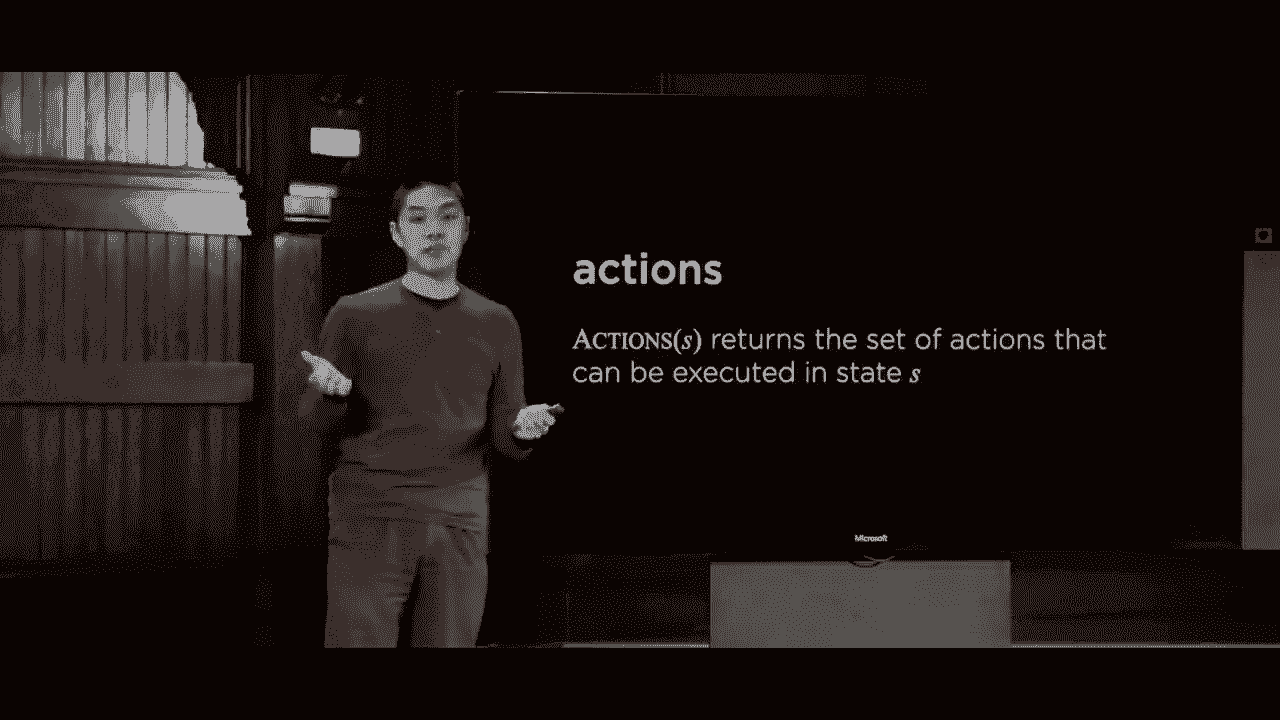 actions
ACTIONS(s) returns the set of actions that
can be executed in state s
Microsoft